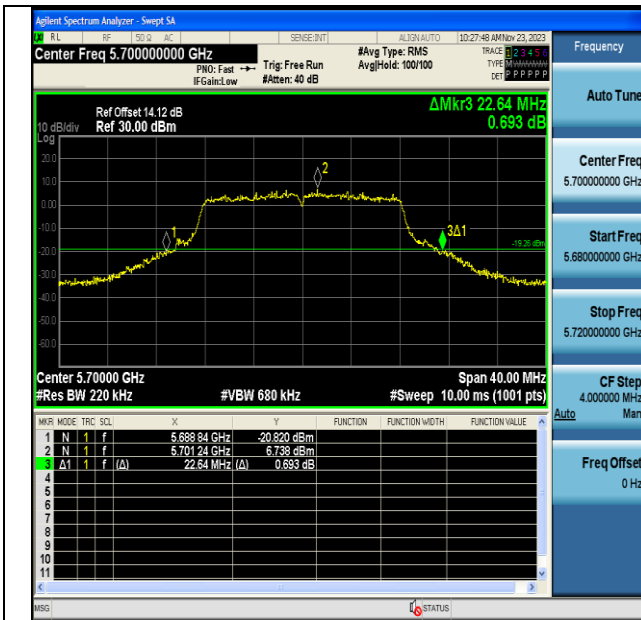 Agilent Spectrum Analyzer - Swept SA
RL RF 50 Ω AC SENSE:INT ALIGN AUTO 10:27:48 AM Nov 23, 2023
Center Freq 5.700000000 GHz #Avg Type: RMS TRACE 1 2 3 4 5 6
PNO: Fast Trig: Free Run Avg|Hold: 100/100 TYPE MWWWWW
IFGain:Low #Atten: 40 dB DET P P P P P P
Ref Offset 14.12 dB ΔMkr3 22.64 MHz
10 dB/div Ref 30.00 dBm 0.693 dB
Log
20.0
10.0
0.00
-10.0
-20.0
-30.0
-40.0
-50.0
-60.0
1
2
3Δ1
-19.26 dBm
Center 5.70000 GHz Span 40.00 MHz
#Res BW 220 kHz #VBW 680 kHz #Sweep 10.00 ms (1001 pts)
MKR MODE TRC SCL X Y FUNCTION FUNCTION WIDTH FUNCTION VALUE
1 N 1 f 5.688 84 GHz -20.820 dBm
2 N 1 f 5.701 24 GHz 6.738 dBm
3 Δ1 1 f (Δ) 22.64 MHz (Δ) 0.693 dB
4
5
6
7
8
9
10
11
MSG STATUS
Frequency
Auto Tune
Center Freq
5.700000000 GHz
Start Freq
5.680000000 GHz
Stop Freq
5.720000000 GHz
CF Step
4.000000 MHz
Auto Man
Freq Offset
0 Hz